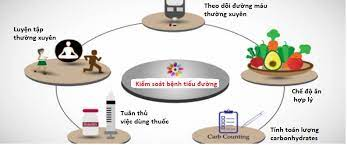 Theo dõi đường máu
thường xuyên
Luyện tập
thường xuyên
Kiểm soát bệnh tiểu đường
Chế độ ăn
hợp lý
Tuân thủ
việc dùng thuốc
Carb Counting
Tính toán lượng
carbonhydrates